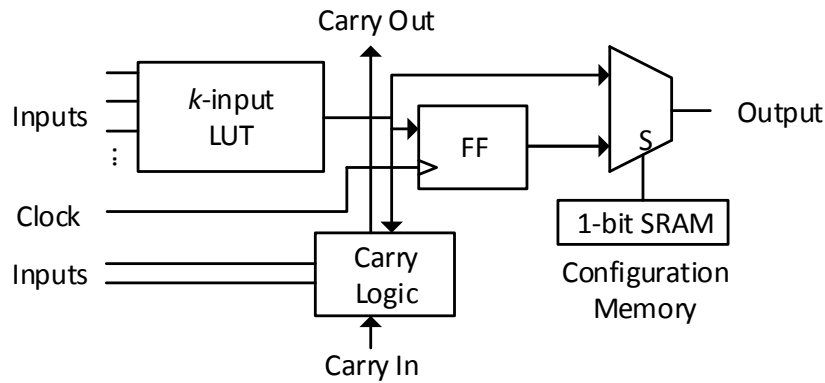 Carry Out
k-input
LUT
Inputs
...
FF
S
Output
Clock
1-bit SRAM
Inputs
Carry
Logic
Configuration
Memory
Carry In